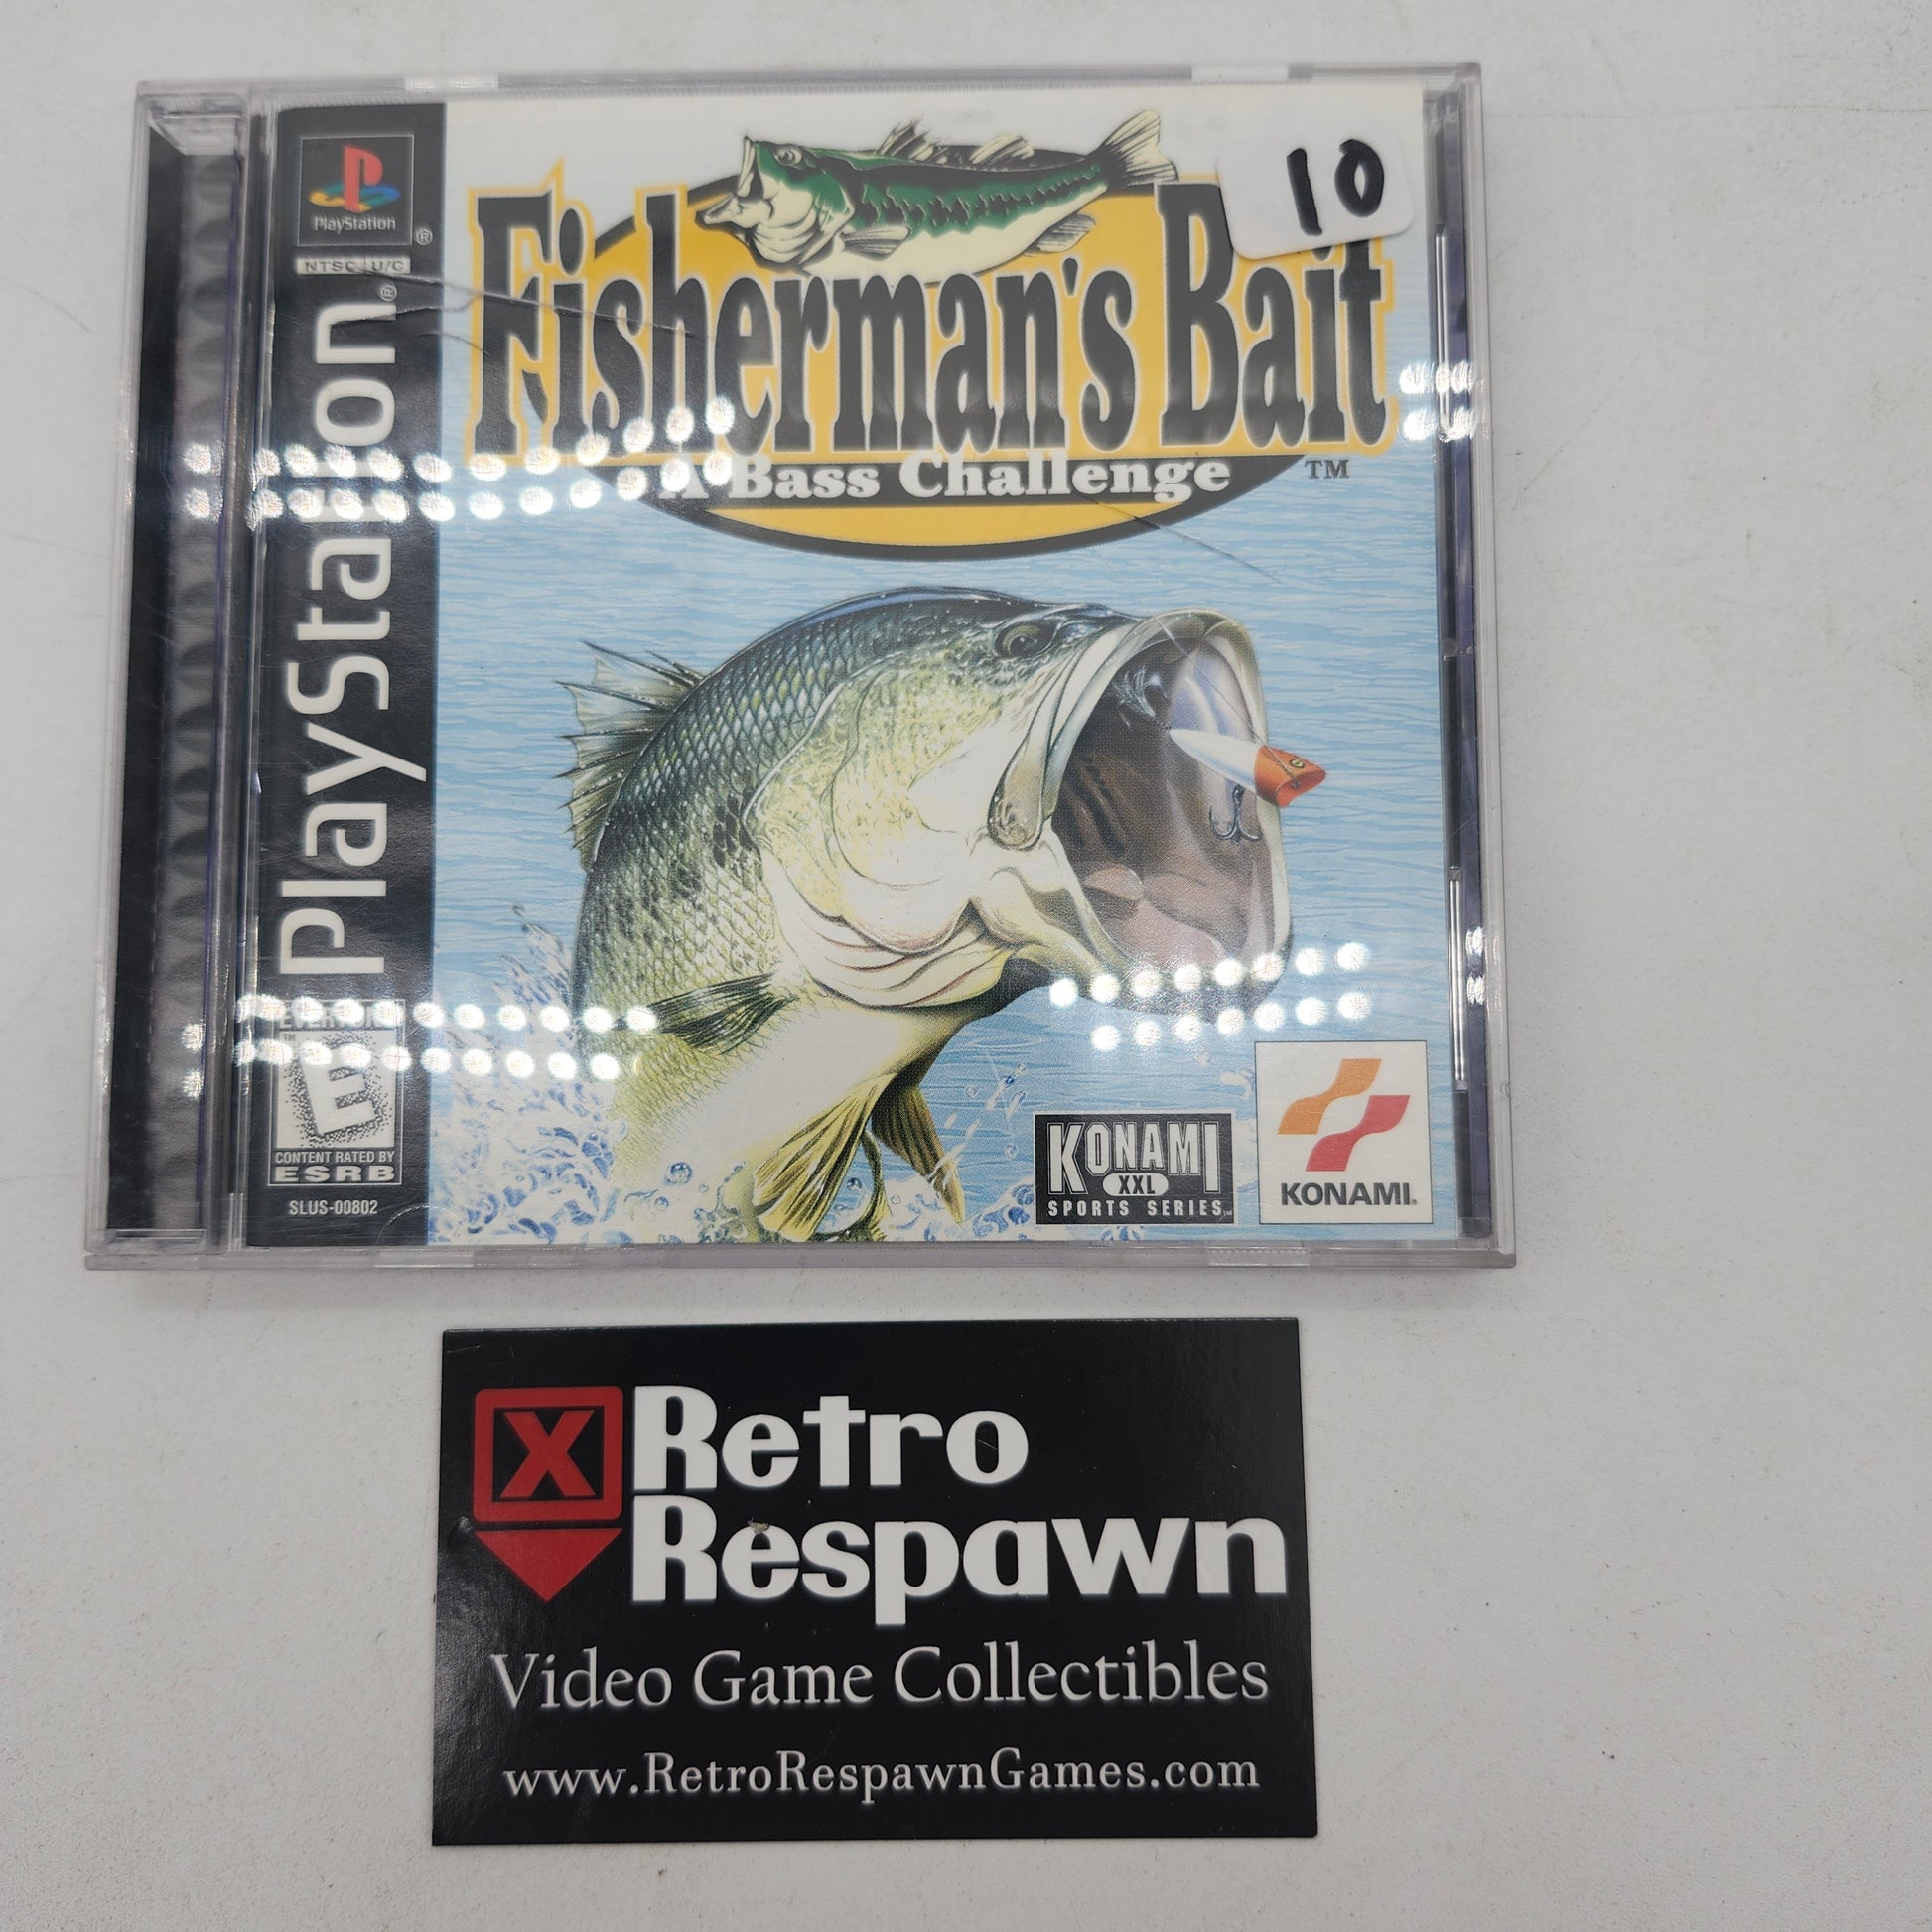 PlayStation
®
NTSC U/C
PlayStation®
10
Fisherman's Bait
A Bass Challenge
TM
EVERYONE
TM
E
CONTENT RATED BY
ESRB
SLUS-00802
KONAMI
XXL
SPORTS SERIES
KONAMI®
X
Retro
Respawn
Video Game Collectibles
www.RetroRespawnGames.com